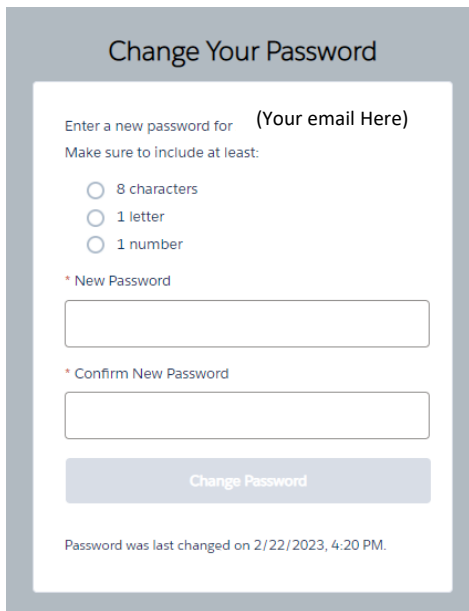 Change Your Password
Enter a new password for (Your email Here)
Make sure to include at least:
8 characters
1 letter
1 number
* New Password
* Confirm New Password
Change Password
Password was last changed on 2/22/2023, 4:20 PM.